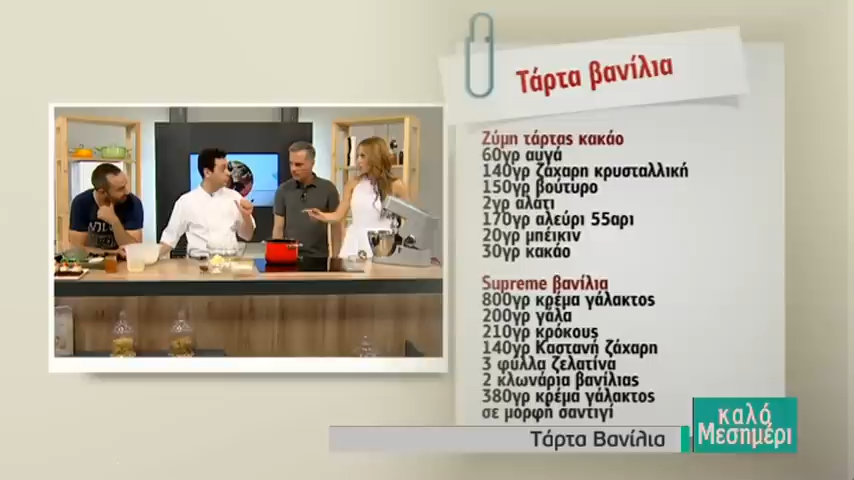 Τάρτα βανίλια
Ζύμη τάρτας κακάο
60γρ αυγά
140γρ ζάχαρη κρυσταλλική
150γρ βούτυρο
2γρ αλάτι
170γρ αλεύρι 55αρι
20γρ μπέικιν
30γρ κακάο
Supreme βανίλια
800γρ κρέμα γάλακτος
200γρ γάλα
210γρ κρόκους
140γρ Καστανή ζάχαρη
3 φύλλα ζελατίνα
2 κλωνάρια βανίλιας
380γρ κρέμα γάλακτος
σε μορφή σαντιγί
Τάρτα Βανίλια
καλό
Μεσημέρι